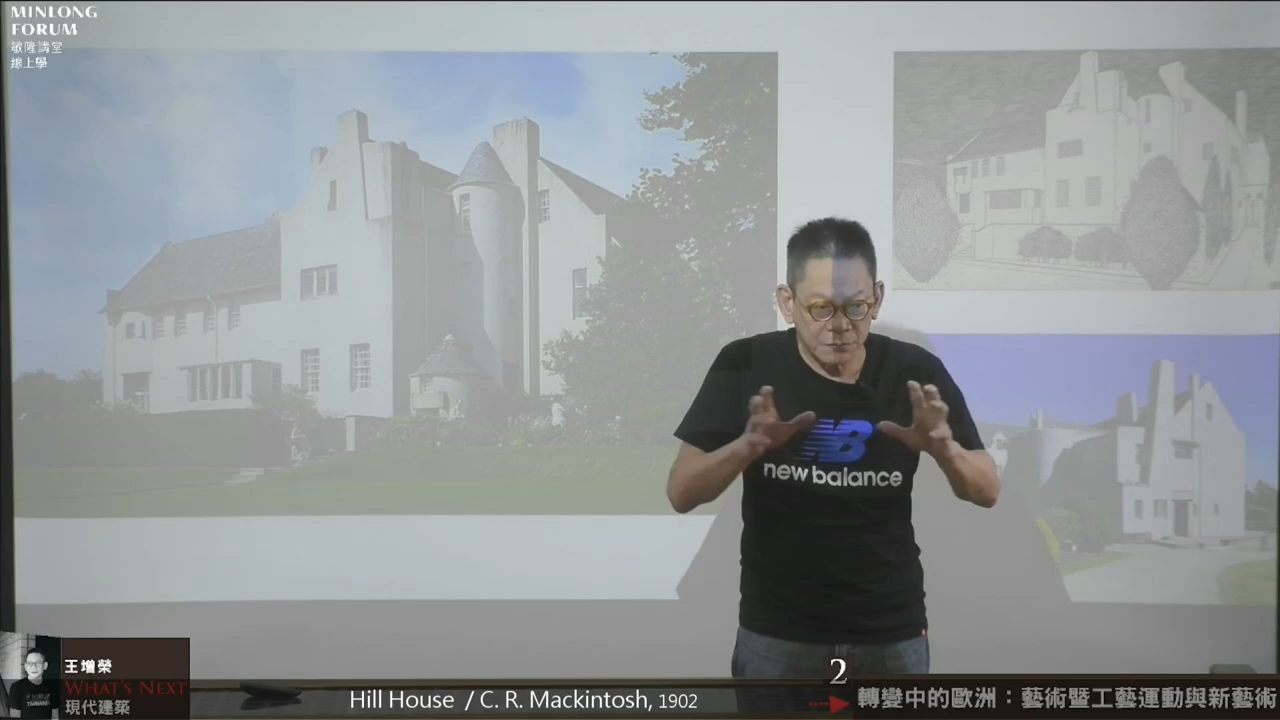 MINLONG
FORUM
敏隆講堂
線上學
new balance
王增榮
WHAT'S NEXT
現代建築
Hill House / C. R. Mackintosh, 1902
2
轉變中的歐洲：藝術暨工藝運動與新藝術